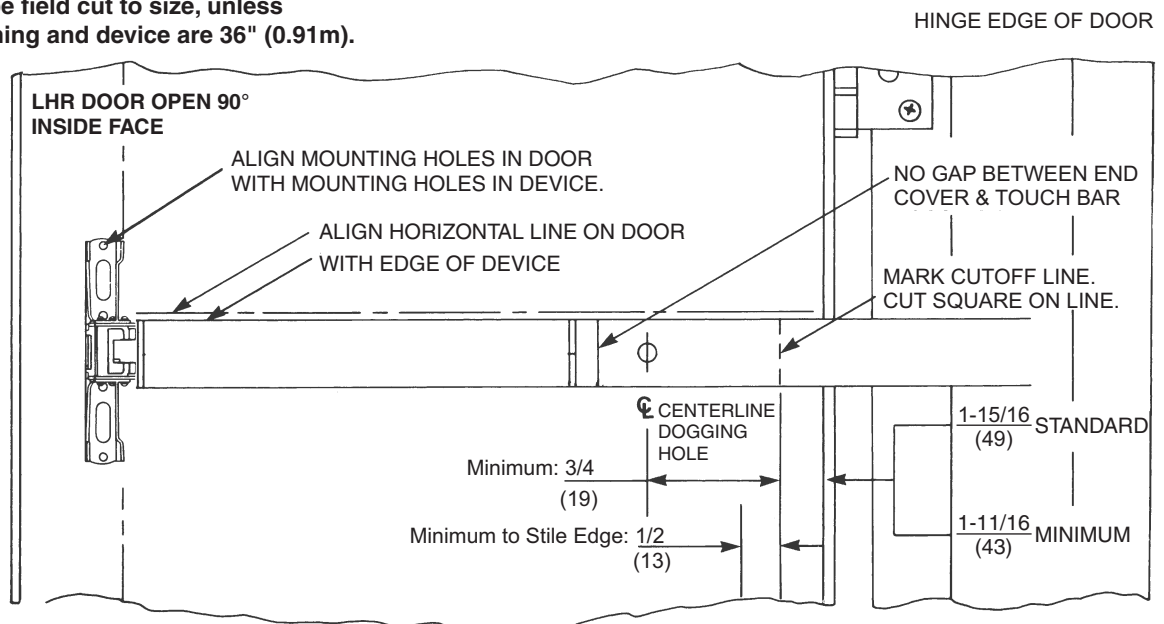 e field cut to size, unless
ning and device are 36" (0.91m).
HINGE EDGE OF DOOR
LHR DOOR OPEN 90°
INSIDE FACE
ALIGN MOUNTING HOLES IN DOOR
WITH MOUNTING HOLES IN DEVICE.
NO GAP BETWEEN END
COVER & TOUCH BAR
ALIGN HORIZONTAL LINE ON DOOR
WITH EDGE OF DEVICE
MARK CUTOFF LINE.
CUT SQUARE ON LINE.
℄ CENTERLINE
DOGGING
HOLE
1-15/16 STANDARD
(49)
Minimum: 3/4
(19)
Minimum to Stile Edge: 1/2
(13)
1-11/16 MINIMUM
(43)